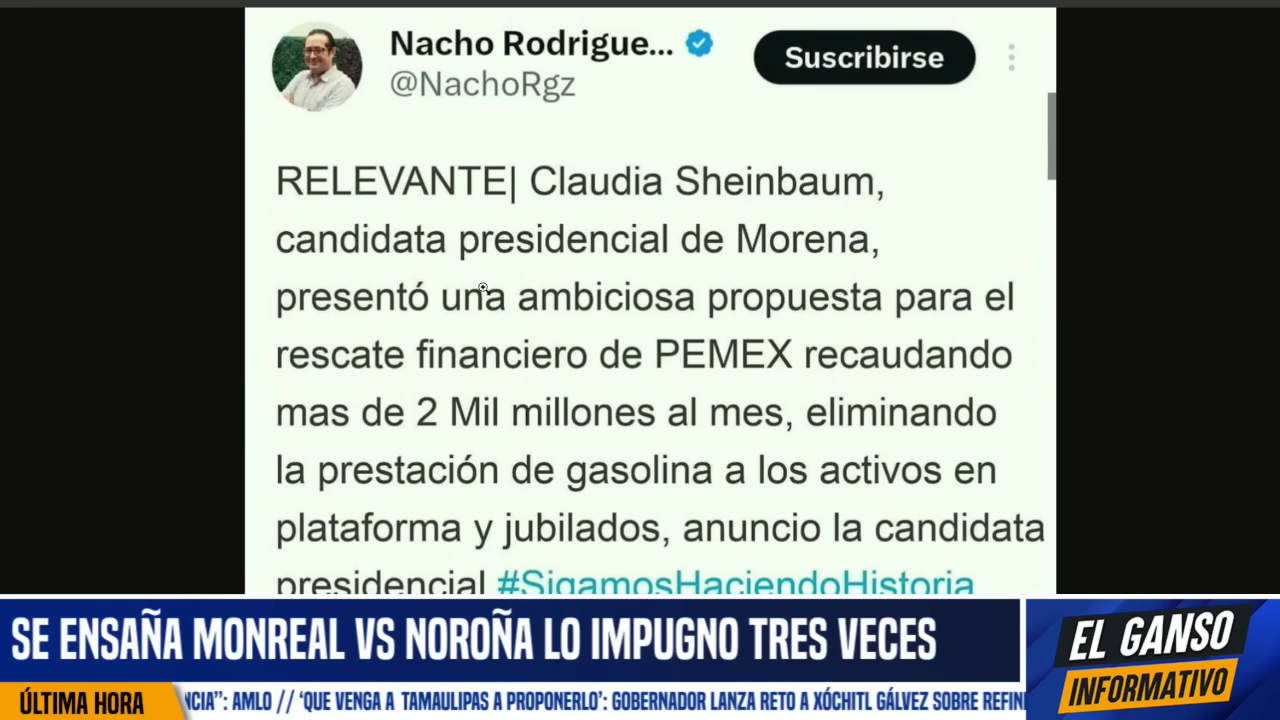 Nacho Rodrigue...
Suscribirse
@NachoRgz
RELEVANTE| Claudia Sheinbaum,
candidata presidencial de Morena,
presentó una ambiciosa propuesta para el
rescate financiero de PEMEX recaudando
mas de 2 Mil millones al mes, eliminando
la prestación de gasolina a los activos en
plataforma y jubilados, anuncio la candidata
presidencial #SigamosHaciendoHistoria
SE ENSAÑA MONREAL VS NOROÑA LO IMPUGNO TRES VECES
EL GANSO
INFORMATIVO
ÚLTIMA HORA
NCIA”: AMLO // ‘QUE VENGA A TAMAULIPAS A PROPONERLO’: GOBERNADOR LANZA RETO A XÓCHITL GÁLVEZ SOBRE REFIN